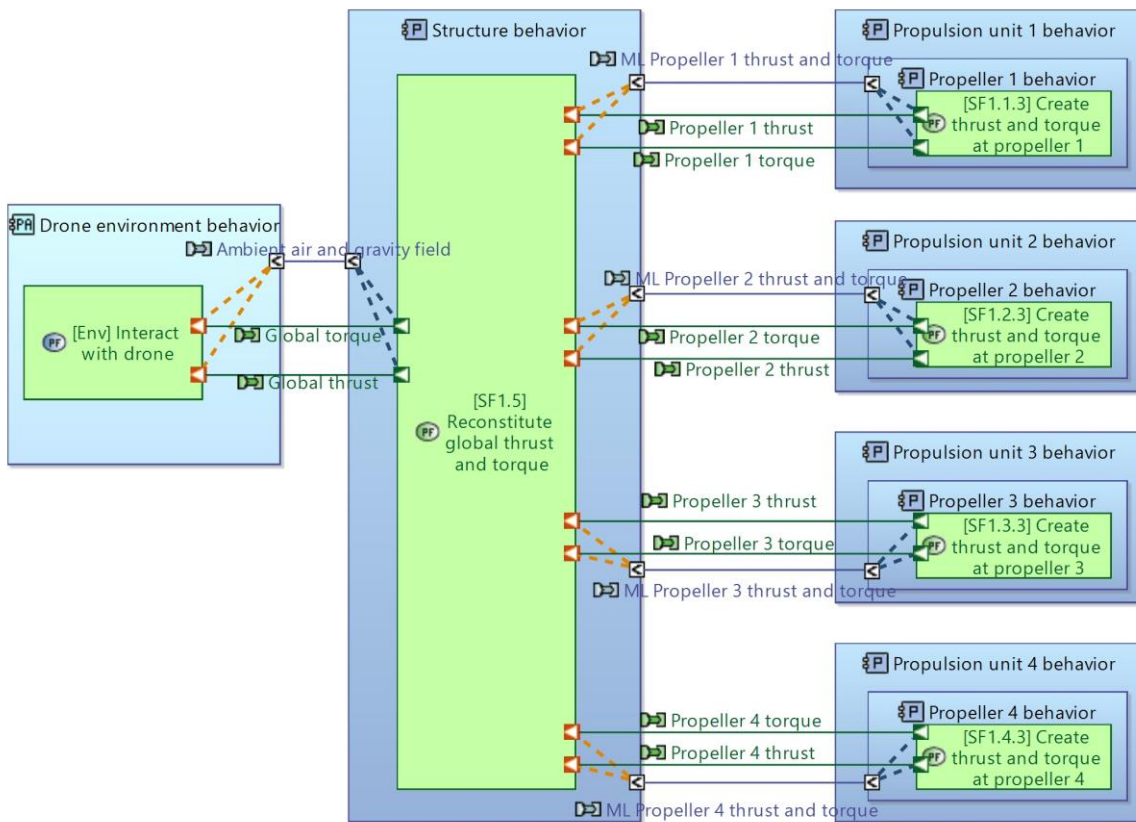 P Structure behavior
P Propulsion unit 1 behavior
ML Propeller 1 thrust and torque
P Propeller 1 behavior
[SF1.1.3] Create
PF thrust and torque
at propeller 1
Propeller 1 thrust
Propeller 1 torque
PA Drone environment behavior
Ambient air and gravity field
PF [Env] Interact
with drone
Global torque
Global thrust
[SF1.5]
PF Reconstitute
global thrust
and torque
P Propulsion unit 2 behavior
ML Propeller 2 thrust and torque
P Propeller 2 behavior
[SF1.2.3] Create
PF thrust and torque
at propeller 2
Propeller 2 torque
Propeller 2 thrust
P Propulsion unit 3 behavior
P Propeller 3 behavior
Propeller 3 thrust
[SF1.3.3] Create
PF thrust and torque
at propeller 3
Propeller 3 torque
ML Propeller 3 thrust and torque
P Propulsion unit 4 behavior
P Propeller 4 behavior
Propeller 4 torque
[SF1.4.3] Create
PF thrust and torque
at propeller 4
Propeller 4 thrust
ML Propeller 4 thrust and torque